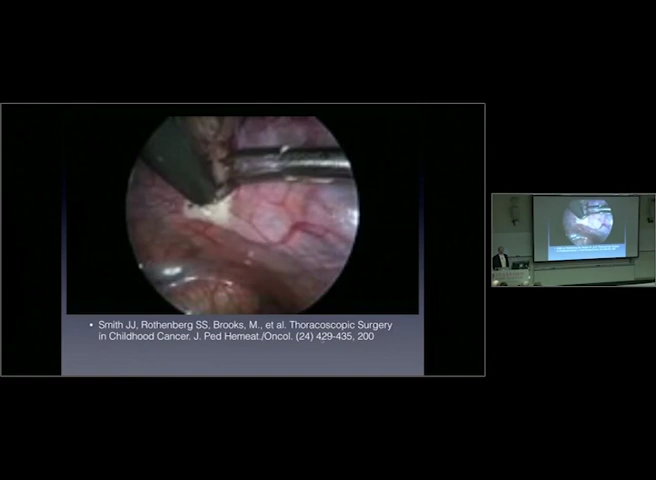 • Smith JJ, Rothenberg SS, Brooks, M., et al. Thoracoscopic Surgery
in Childhood Cancer. J. Ped Hemeat./Oncol. (24) 429-435, 200